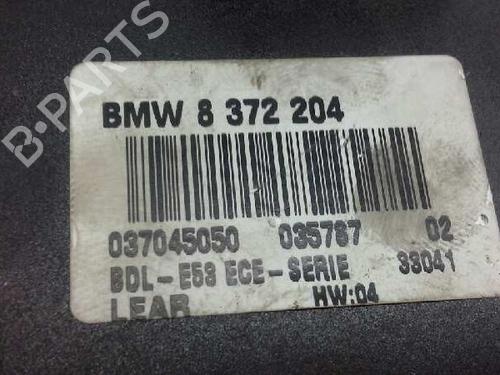 B·PARTS
BMW 8 372 204
037045050 035787 02
BDL-E53 ECE-SERIE 33041
LEAR HW:04